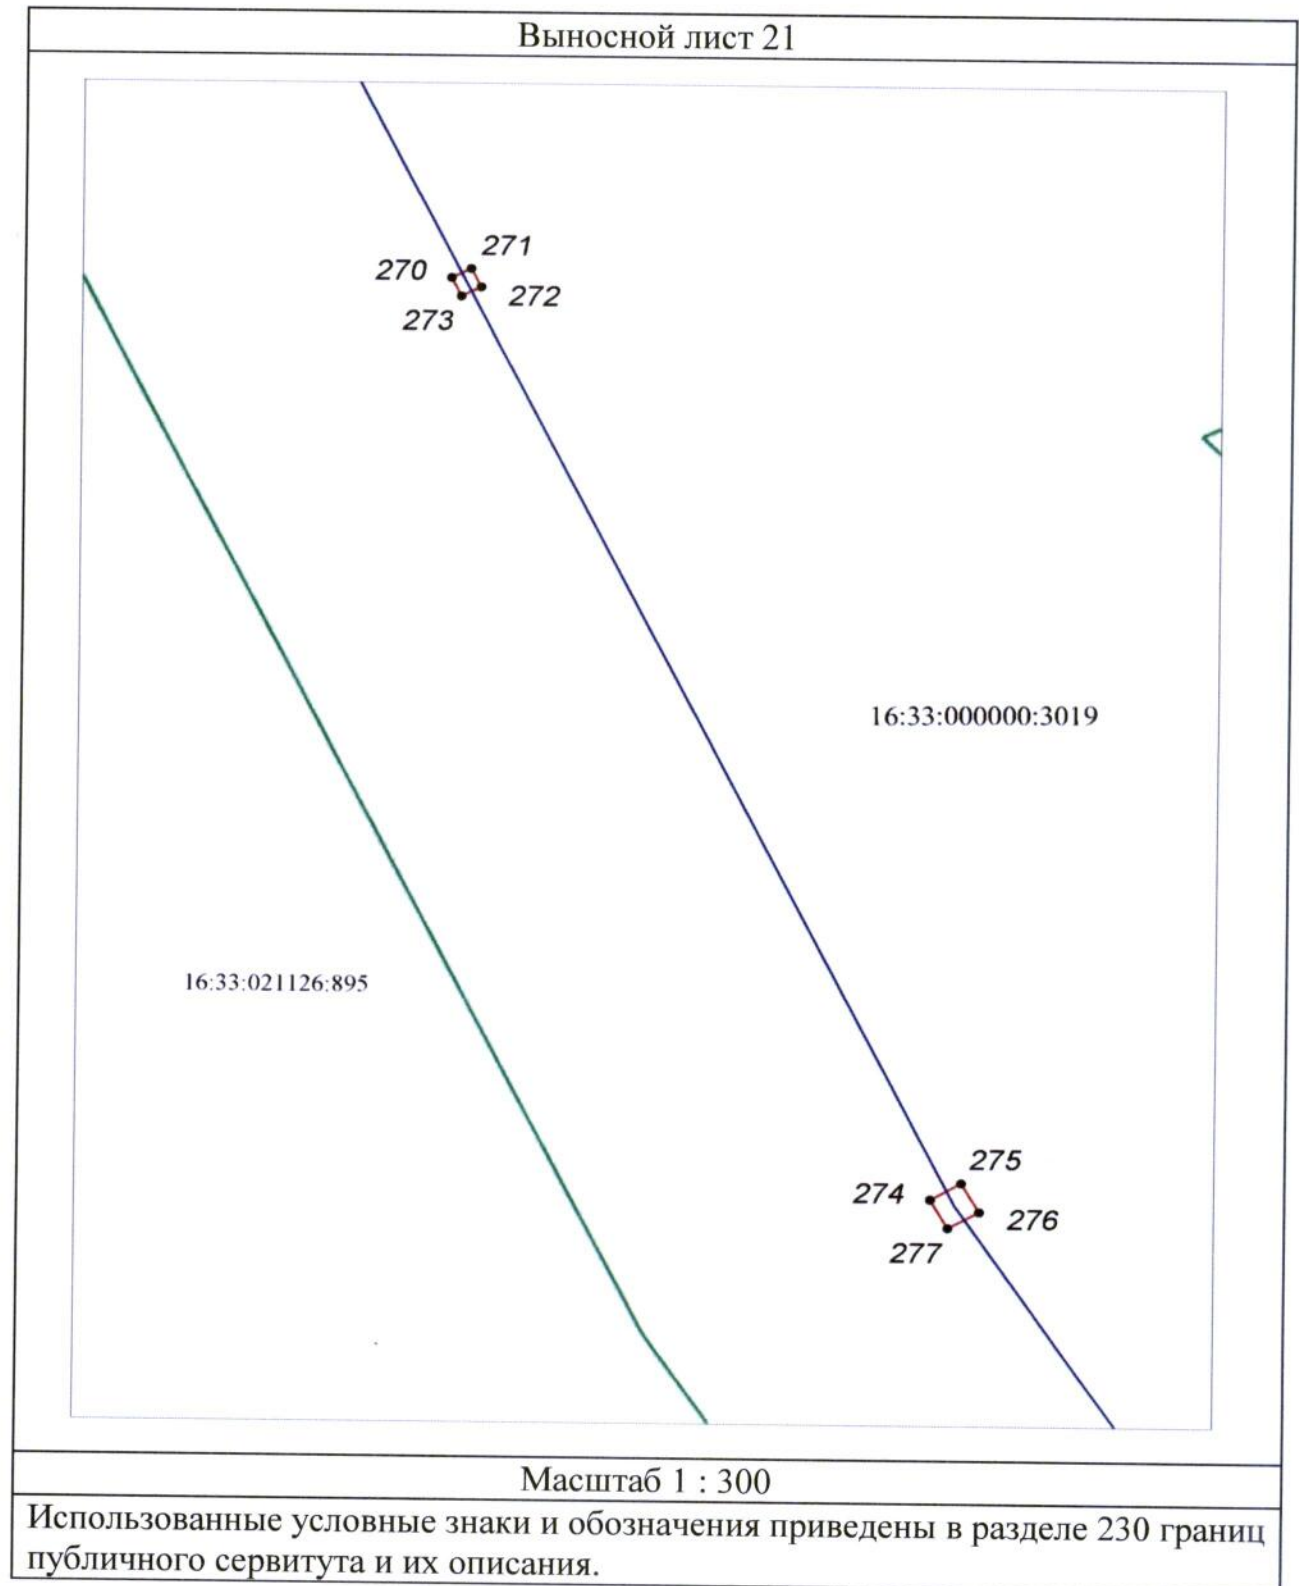 Выносной лист 21
271
270
272
273
16:33:000000:3019
16:33:021126:895
275
274
276
277
Масштаб 1 : 300
Использованные условные знаки и обозначения приведены в разделе 230 границ
публичного сервитута и их описания.